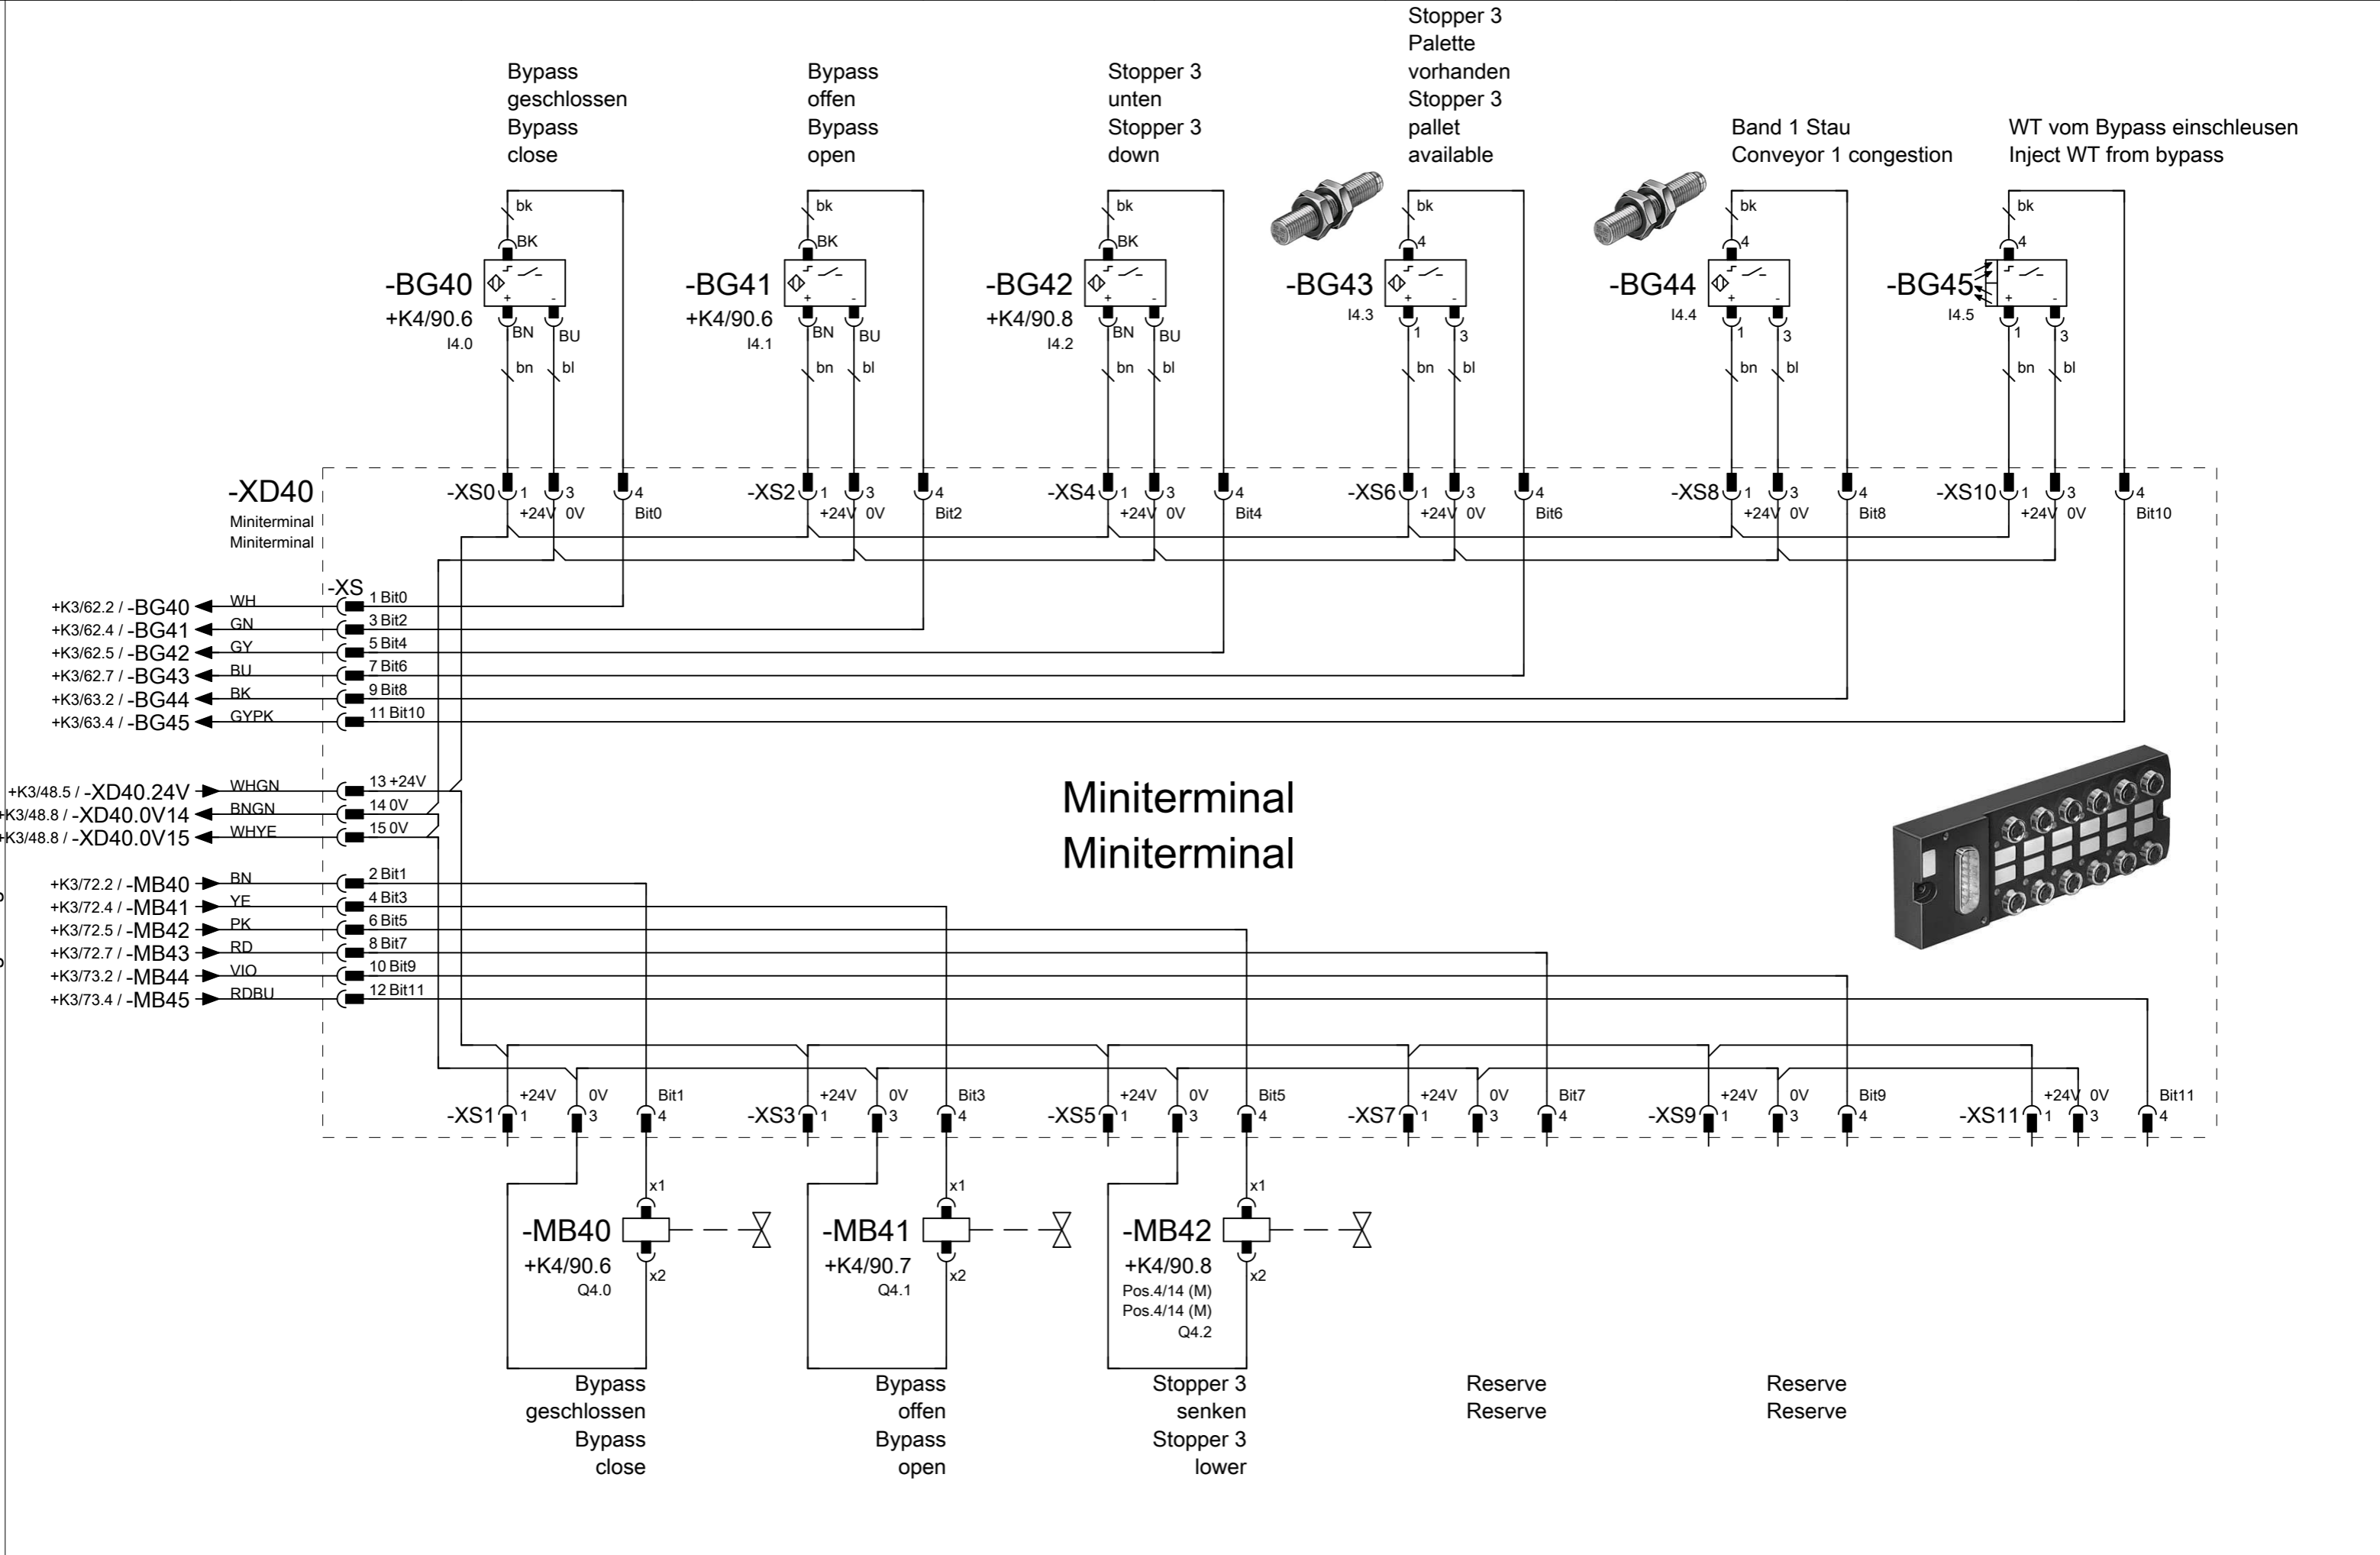 Bypass
geschlossen
Bypass
close
Bypass
offen
Bypass
open
Stopper 3
unten
Stopper 3
down
Stopper 3
Palette
vorhanden
Stopper 3
pallet
available
Band 1 Stau
Conveyor 1 congestion
WT vom Bypass einschleusen
Inject WT from bypass
bk
BK
-BG40
+K4/90.6
I4.0
+ -
BN BU
bn bl
bk
BK
-BG41
+K4/90.6
I4.1
+ -
BN BU
bn bl
bk
BK
-BG42
+K4/90.8
I4.2
+ -
BN BU
bn bl
bk
4
-BG43
I4.3
+ -
1 3
bn bl
bk
4
-BG44
I4.4
+ -
1 3
bn bl
bk
4
-BG45
I4.5
+ -
1 3
bn bl
-XD40
Miniterminal
Miniterminal
-XS0 1 3 4
+24V 0V Bit0
-XS2 1 3 4
+24V 0V Bit2
-XS4 1 3 4
+24V 0V Bit4
-XS6 1 3 4
+24V 0V Bit6
-XS8 1 3 4
+24V 0V Bit8
-XS10 1 3 4
+24V 0V Bit10
-XS
+K3/62.2 / -BG40 WH 1 Bit0
+K3/62.4 / -BG41 GN 3 Bit2
+K3/62.5 / -BG42 GY 5 Bit4
+K3/62.7 / -BG43 BU 7 Bit6
+K3/63.2 / -BG44 BK 9 Bit8
+K3/63.4 / -BG45 GYPK 11 Bit10
+K3/48.5 / -XD40.24V WHGN 13 +24V
+K3/48.8 / -XD40.0V14 BNGN 14 0V
+K3/48.8 / -XD40.0V15 WHYE 15 0V
Miniterminal
Miniterminal
+K3/72.2 / -MB40 BN 2 Bit1
+K3/72.4 / -MB41 YE 4 Bit3
+K3/72.5 / -MB42 PK 6 Bit5
+K3/72.7 / -MB43 RD 8 Bit7
+K3/73.2 / -MB44 VIO 10 Bit9
+K3/73.4 / -MB45 RDBU 12 Bit11
+24V 0V Bit1
-XS1 1 3 4
+24V 0V Bit3
-XS3 1 3 4
+24V 0V Bit5
-XS5 1 3 4
+24V 0V Bit7
-XS7 1 3 4
+24V 0V Bit9
-XS9 1 3 4
+24V 0V Bit11
-XS11 1 3 4
x1
-MB40
+K4/90.6
x2
Q4.0
x1
-MB41
+K4/90.7
x2
Q4.1
x1
-MB42
+K4/90.8
x2
Pos.4/14 (M)
Pos.4/14 (M)
Q4.2
Bypass
geschlossen
Bypass
close
Bypass
offen
Bypass
open
Stopper 3
senken
Stopper 3
lower
Reserve
Reserve
Reserve
Reserve